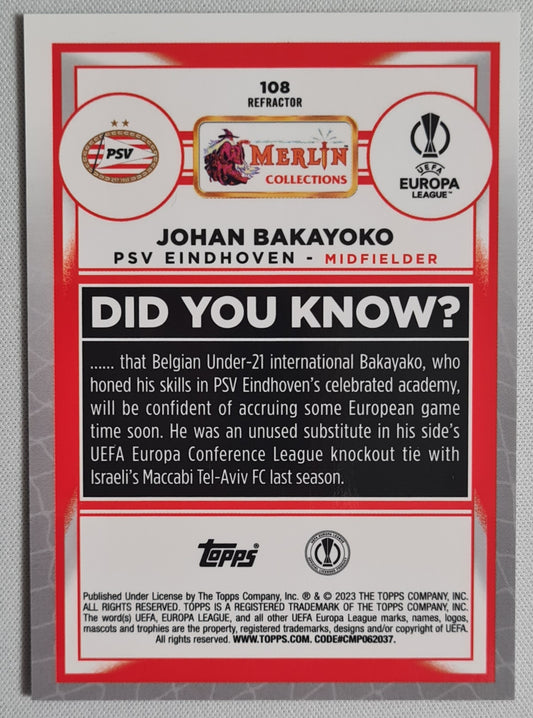 108
REFRACTOR
PSV
MERLIN
COLLECTIONS
UEFA
EUROPA
LEAGUE™
JOHAN BAKAYOKO
PSV EINDHOVEN - MIDFIELDER
DID YOU KNOW?
...... that Belgian Under-21 international Bakayako, who
honed his skills in PSV Eindhoven's celebrated academy,
will be confident of accruing some European game
time soon. He was an unused substitute in his side's
UEFA Europa Conference League knockout tie with
Israeli's Maccabi Tel-Aviv FC last season.
Topps
Published Under License by The Topps Company, Inc. ® & © 2023 THE TOPPS COMPANY, INC.
ALL RIGHTS RESERVED. TOPPS IS A REGISTERED TRADEMARK OF THE TOPPS COMPANY, INC.
The word(s) UEFA, EUROPA LEAGUE, and all other UEFA Europa League marks, names, logos,
mascots and trophies are the property, registered trademarks, designs and/or copyright of UEFA.
All rights reserved. WWW.TOPPS.COM. CODE#CMP062037.